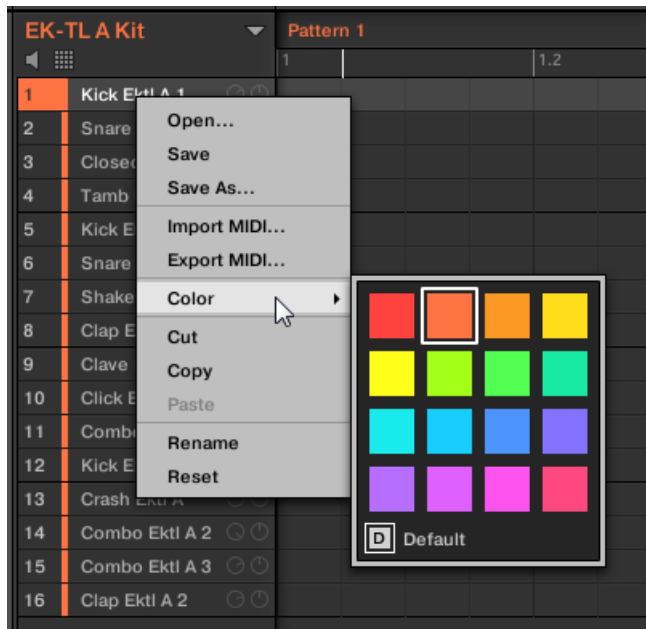 EK-TL A Kit
Pattern 1
1
1.2
1 Kick Ektl A 1
2 Snare
3
4 Tamb
5 Kick
6 Snare
7
8 Clap
9 Clave
10 Click
11
12 Kick
13 Crash Ektl A
14 Combo Ektl A 2
15 Combo Ektl A 3
16 Clap Ektl A 2
Open...
Save
Save As...
Import MIDI...
Export MIDI...
Color
Cut
Copy
Paste
Rename
Reset
D Default